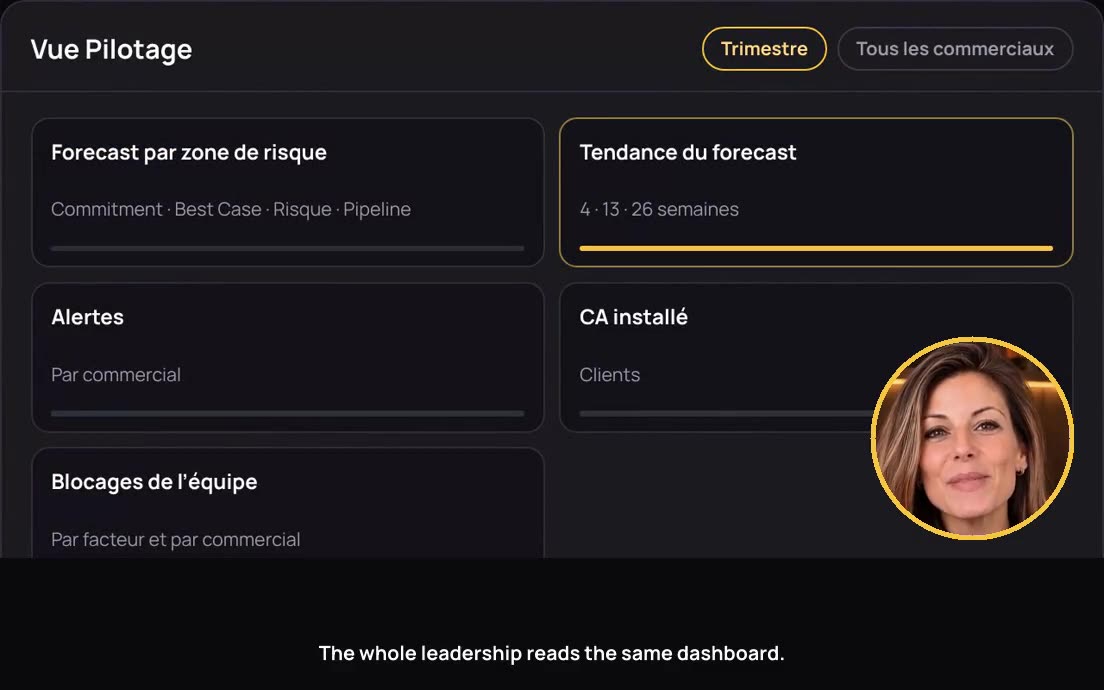 Vue Pilotage
Trimestre
Tous les commerciaux
Forecast par zone de risque
Commitment · Best Case · Risque · Pipeline
Tendance du forecast
4 · 13 · 26 semaines
Alertes
Par commercial
CA installé
Clients
Blocages de l’équipe
Par facteur et par commercial
The whole leadership reads the same dashboard.